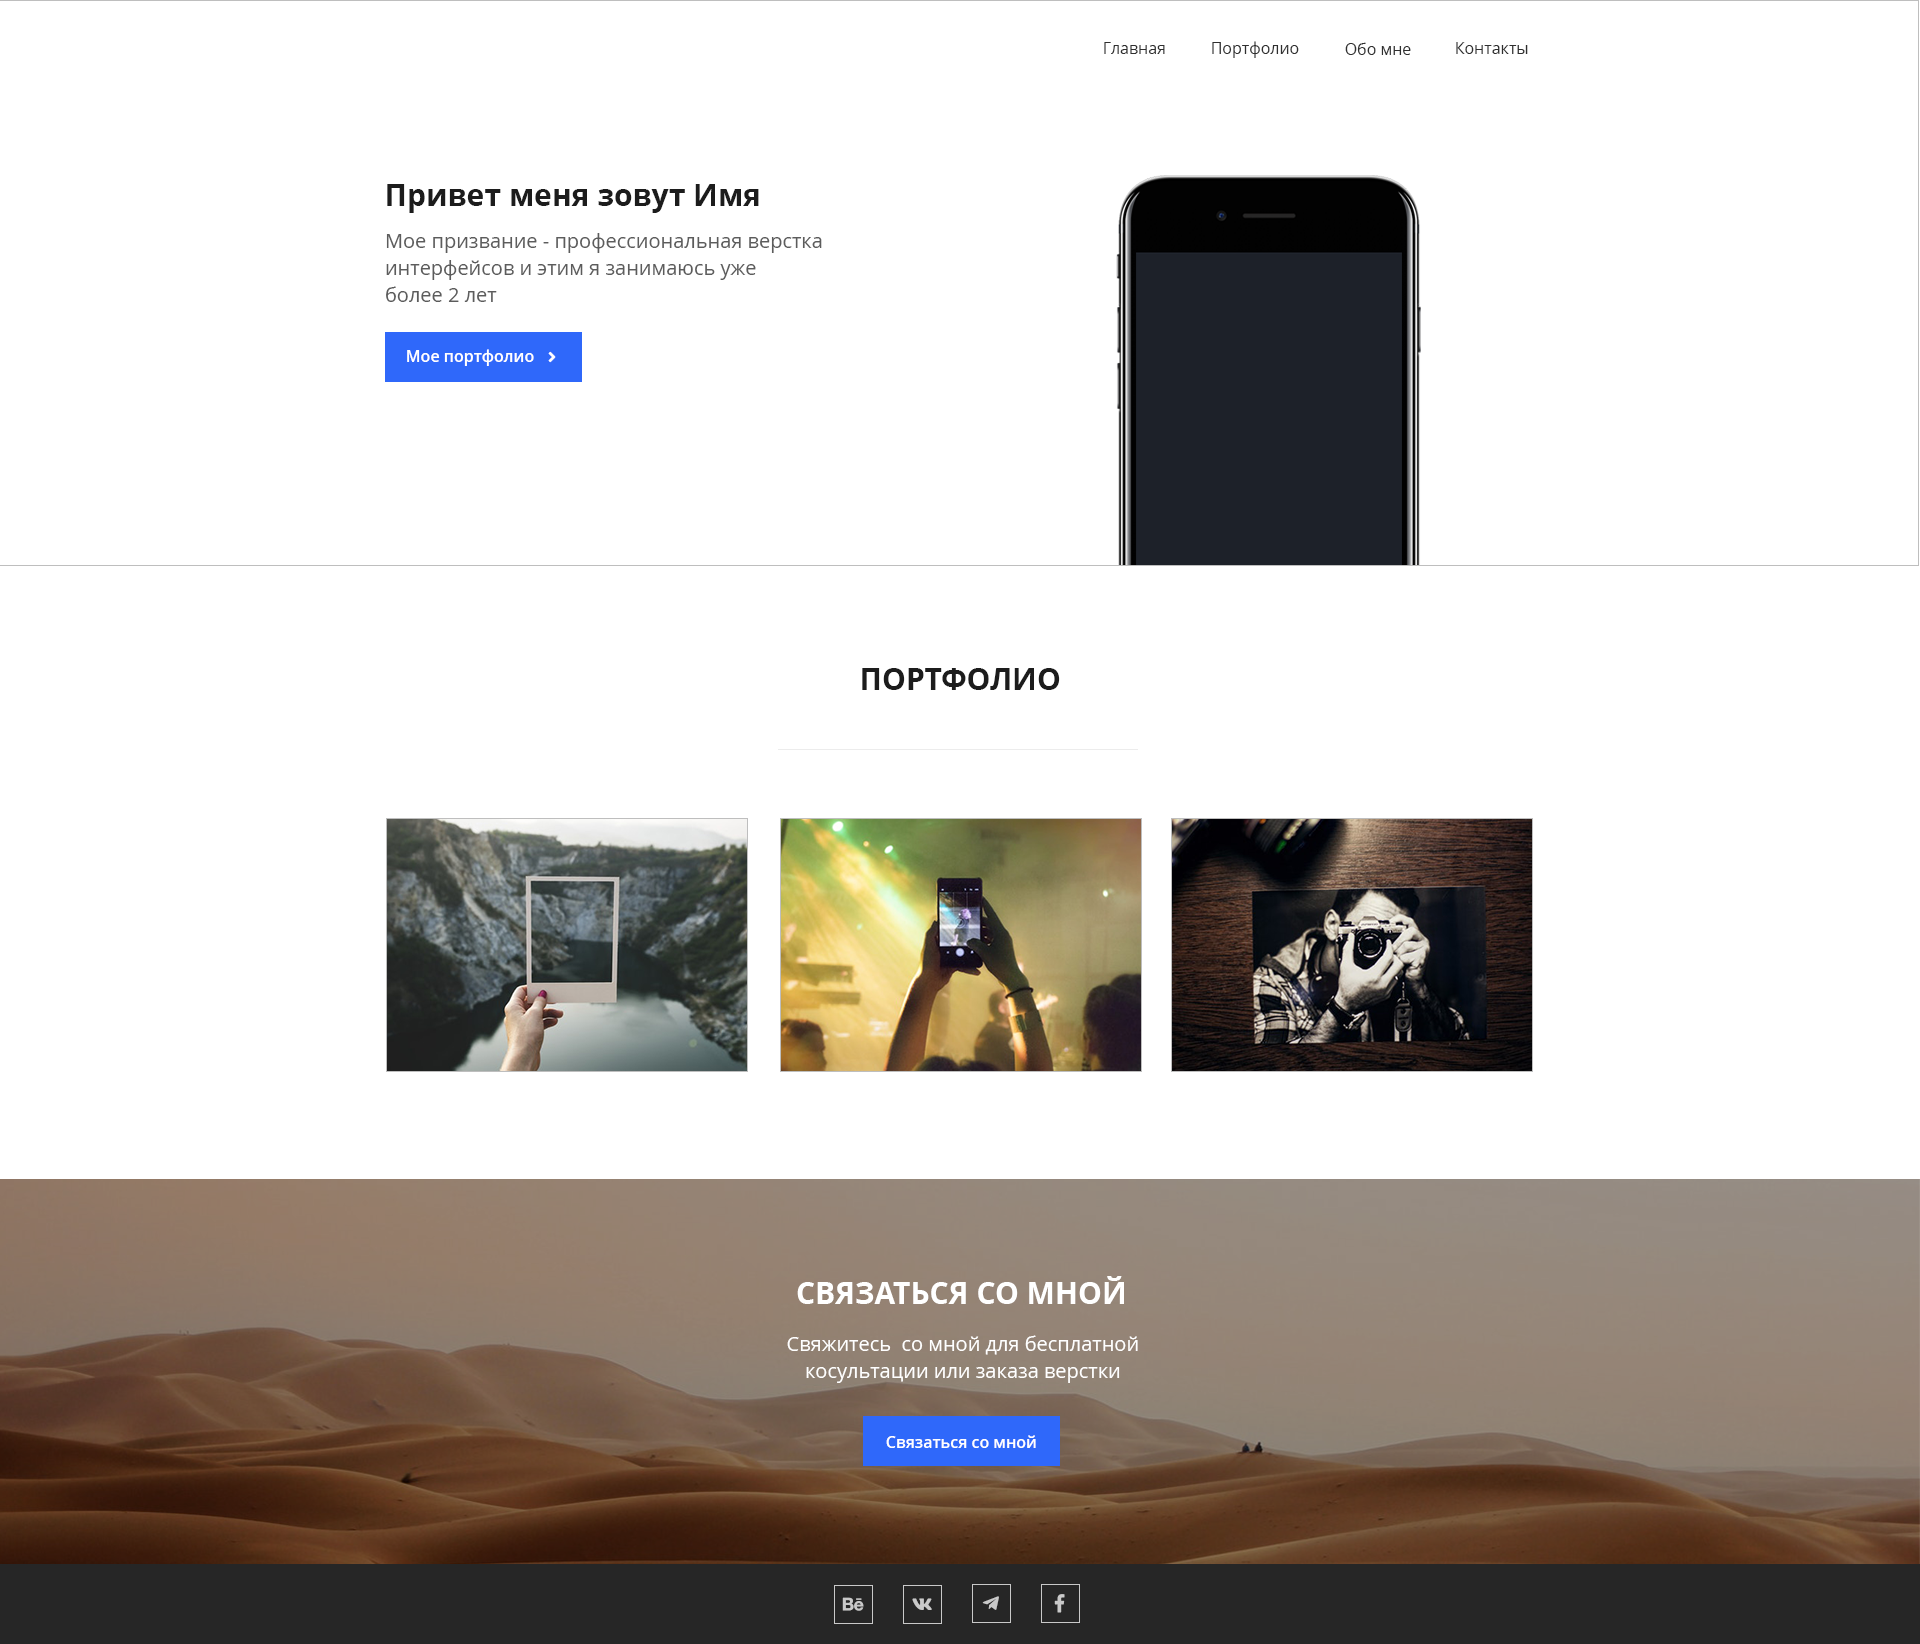 Главная Портфолио Обо мне Контакты
Привет меня зовут Имя
Мое призвание - профессиональная верстка
интерфейсов и этим я занимаюсь уже
более 2 лет
Мое портфолио
ПОРТФОЛИО
СВЯЗАТЬСЯ СО МНОЙ
Свяжитесь  со мной для бесплатной
косультации или заказа верстки
Связаться со мной
Bē